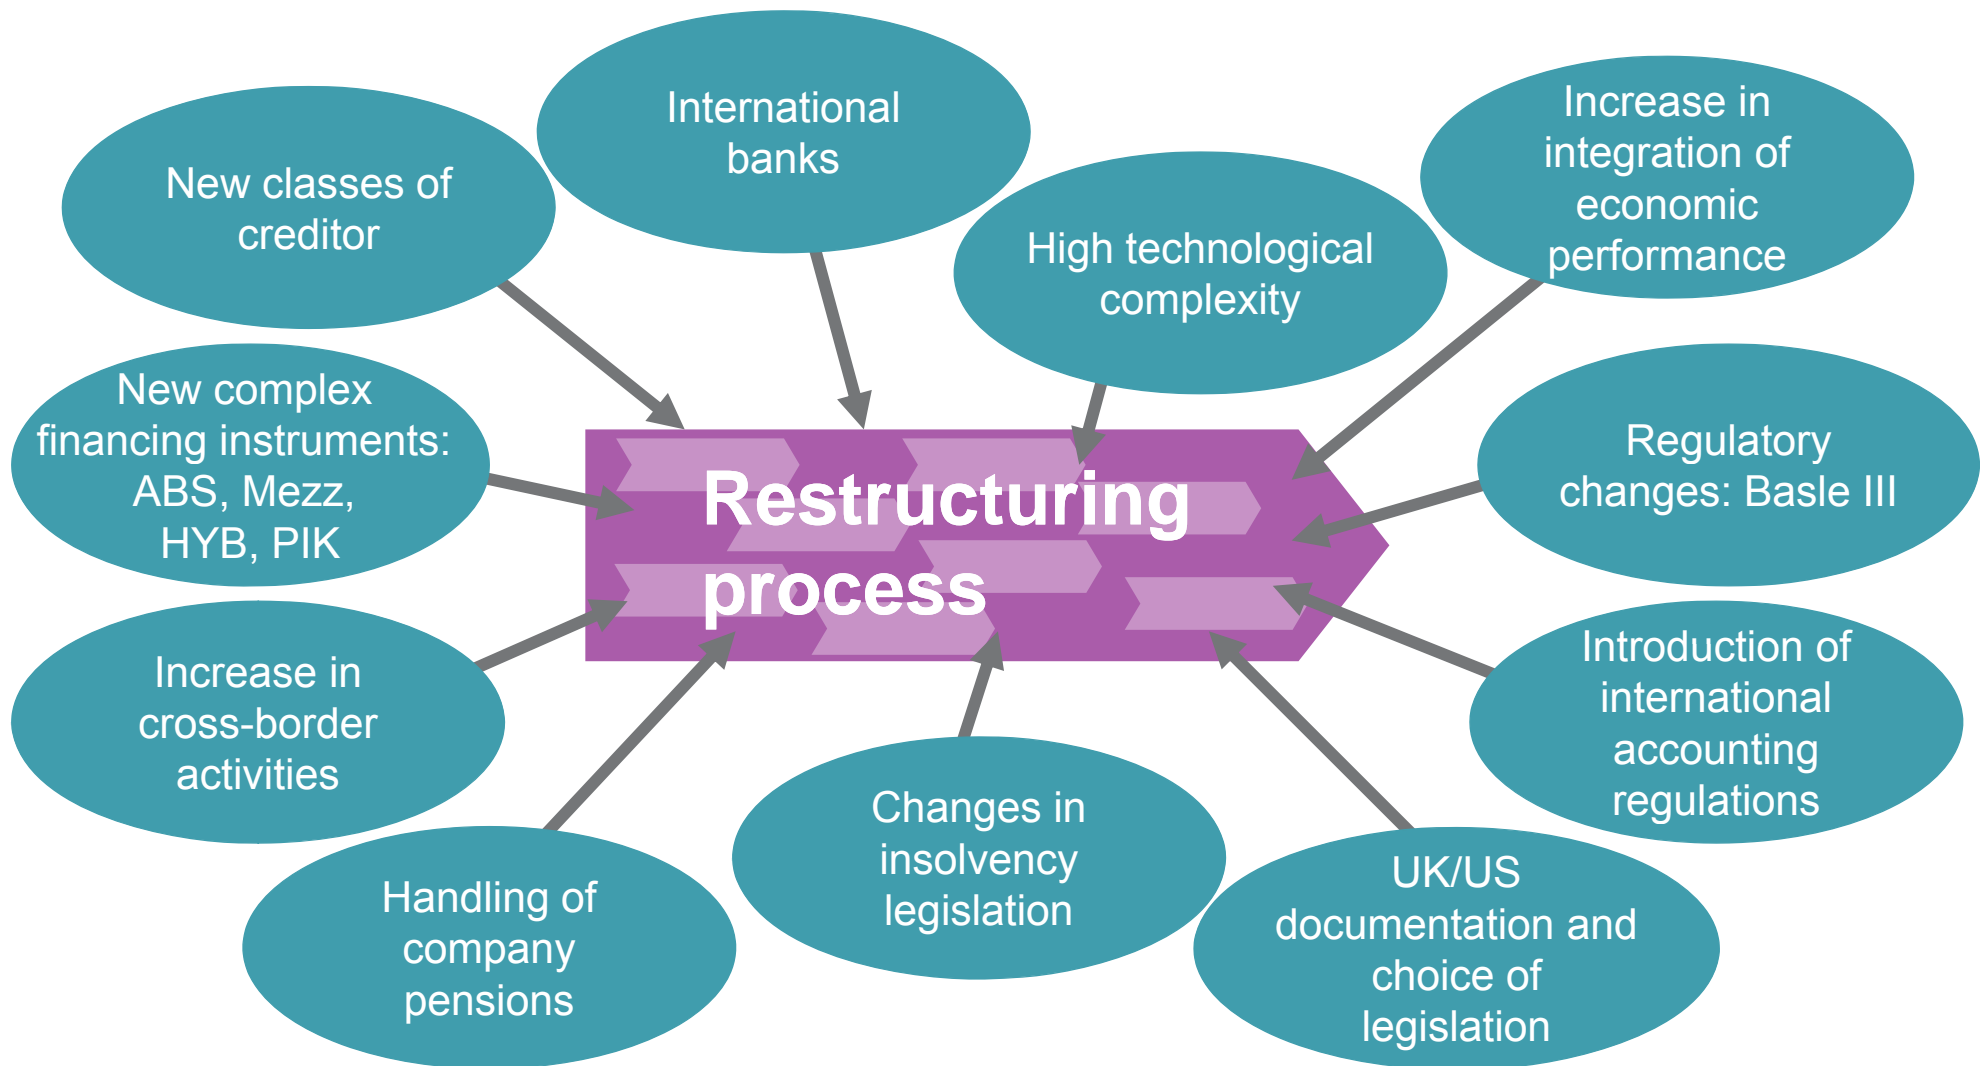 International
banks
Increase in
integration of
economic
performance
New classes of
creditor
High technological
complexity
New complex
financing instruments:
ABS, Mezz,
HYB, PIK
Regulatory
changes: Basle III
Restructuring
process
Increase in
cross-border
activities
Introduction of
international
accounting
regulations
Handling of
company
pensions
Changes in
insolvency
legislation
UK/US
documentation and
choice of
legislation